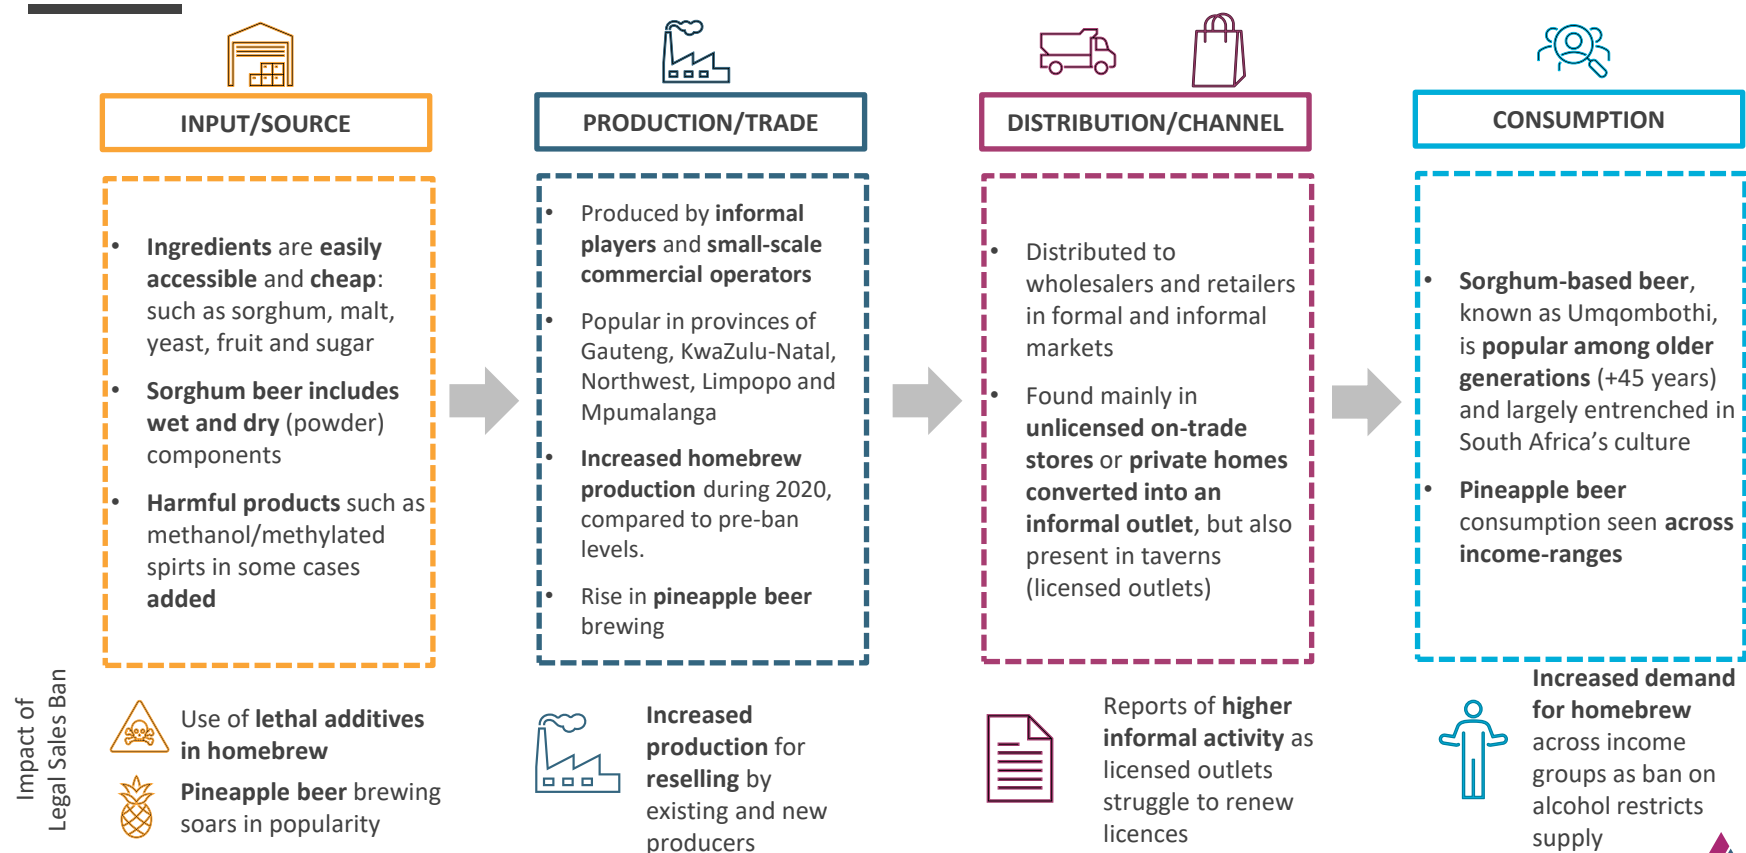 INPUT/SOURCE
• Ingredients are easily
accessible and cheap:
such as sorghum, malt,
yeast, fruit and sugar
• Sorghum beer includes
wet and dry (powder)
components
• Harmful products such as
methanol/methylated
spirts in some cases
added
PRODUCTION/TRADE
• Produced by informal
players and small-scale
commercial operators
• Popular in provinces of
Gauteng, KwaZulu-Natal,
Northwest, Limpopo and
Mpumalanga
• Increased homebrew
production during 2020,
compared to pre-ban
levels.
• Rise in pineapple beer
brewing
DISTRIBUTION/CHANNEL
• Distributed to
wholesalers and retailers
in formal and informal
markets
• Found mainly in
unlicensed on-trade
stores or private homes
converted into an
informal outlet, but also
present in taverns
(licensed outlets)
CONSUMPTION
• Sorghum-based beer,
known as Umqombothi,
is popular among older
generations (+45 years)
and largely entrenched in
South Africa’s culture
• Pineapple beer
consumption seen across
income-ranges
Impact of
Legal Sales Ban
Use of lethal additives
in homebrew
Pineapple beer brewing
soars in popularity
Increased
production for
reselling by
existing and new
producers
Reports of higher
informal activity as
licensed outlets
struggle to renew
licences
Increased demand
for homebrew
across income
groups as ban on
alcohol restricts
supply